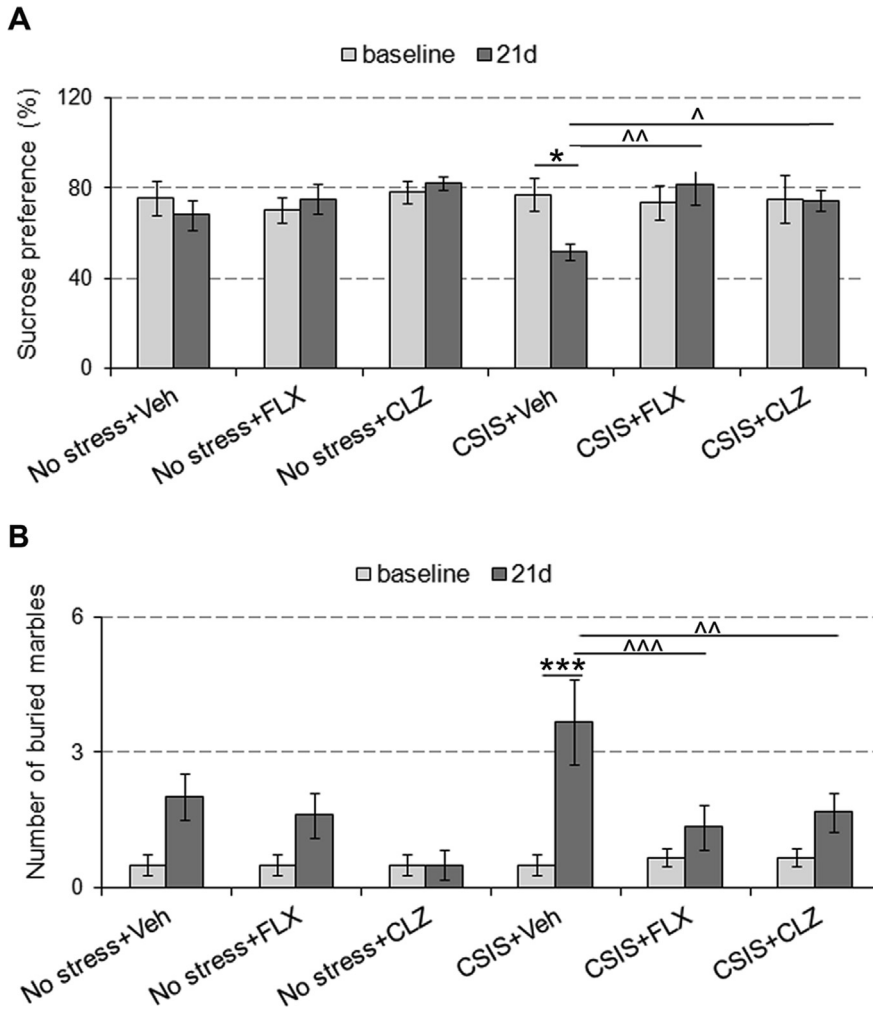 A
baseline 21d
Sucrose preference (%)
120
80
40
0
^
^^
*
No stress+Veh
No stress+FLX
No stress+CLZ
CSIS+Veh
CSIS+FLX
CSIS+CLZ
B
baseline 21d
Number of buried marbles
6
3
0
^^
^^^
***
No stress+Veh
No stress+FLX
No stress+CLZ
CSIS+Veh
CSIS+FLX
CSIS+CLZ